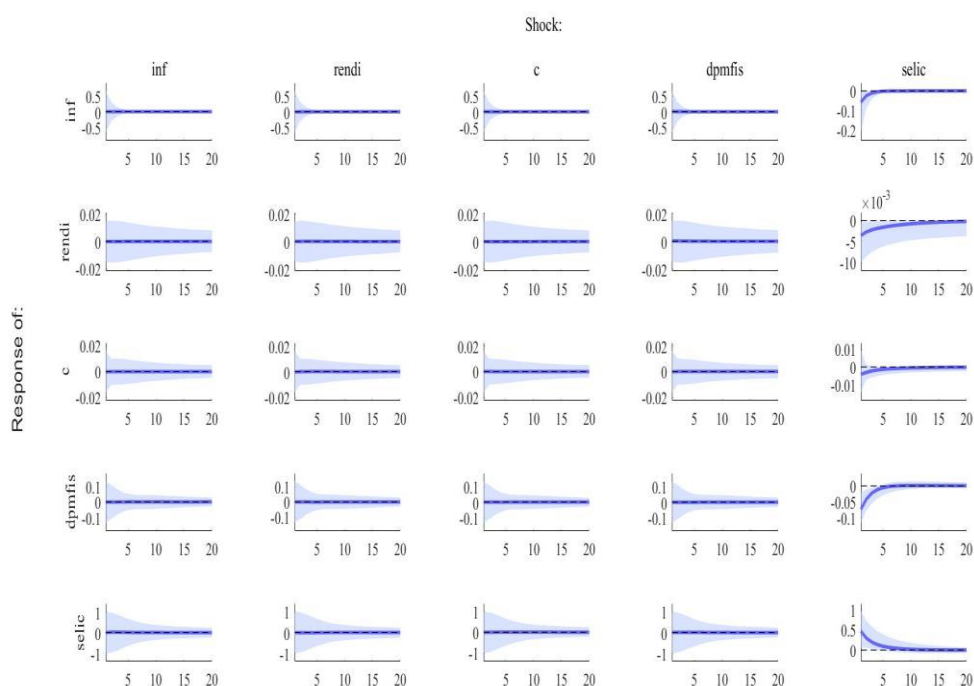 Shock:
inf rendi c dpmfis selic
Response of:
inf
0.5 0 -0.5 5 10 15 20
0.5 0 -0.5 5 10 15 20
0.5 0 -0.5 5 10 15 20
0.5 0 -0.5 5 10 15 20
0 -0.1 -0.2 5 10 15 20
rendi
0.02 0 -0.02 5 10 15 20
0.02 0 -0.02 5 10 15 20
0.02 0 -0.02 5 10 15 20
0.02 0 -0.02 5 10 15 20
×10⁻³ 0 -5 -10 5 10 15 20
c
0.02 0 -0.02 5 10 15 20
0.02 0 -0.02 5 10 15 20
0.02 0 -0.02 5 10 15 20
0.02 0 -0.02 5 10 15 20
0.01 0 -0.01 5 10 15 20
dpmfis
0.1 0 -0.1 5 10 15 20
0.1 0 -0.1 5 10 15 20
0.1 0 -0.1 5 10 15 20
0.1 0 -0.1 5 10 15 20
0 -0.05 -0.1 5 10 15 20
selic
1 0 -1 5 10 15 20
1 0 -1 5 10 15 20
1 0 -1 5 10 15 20
1 0 -1 5 10 15 20
1 0.5 0 5 10 15 20